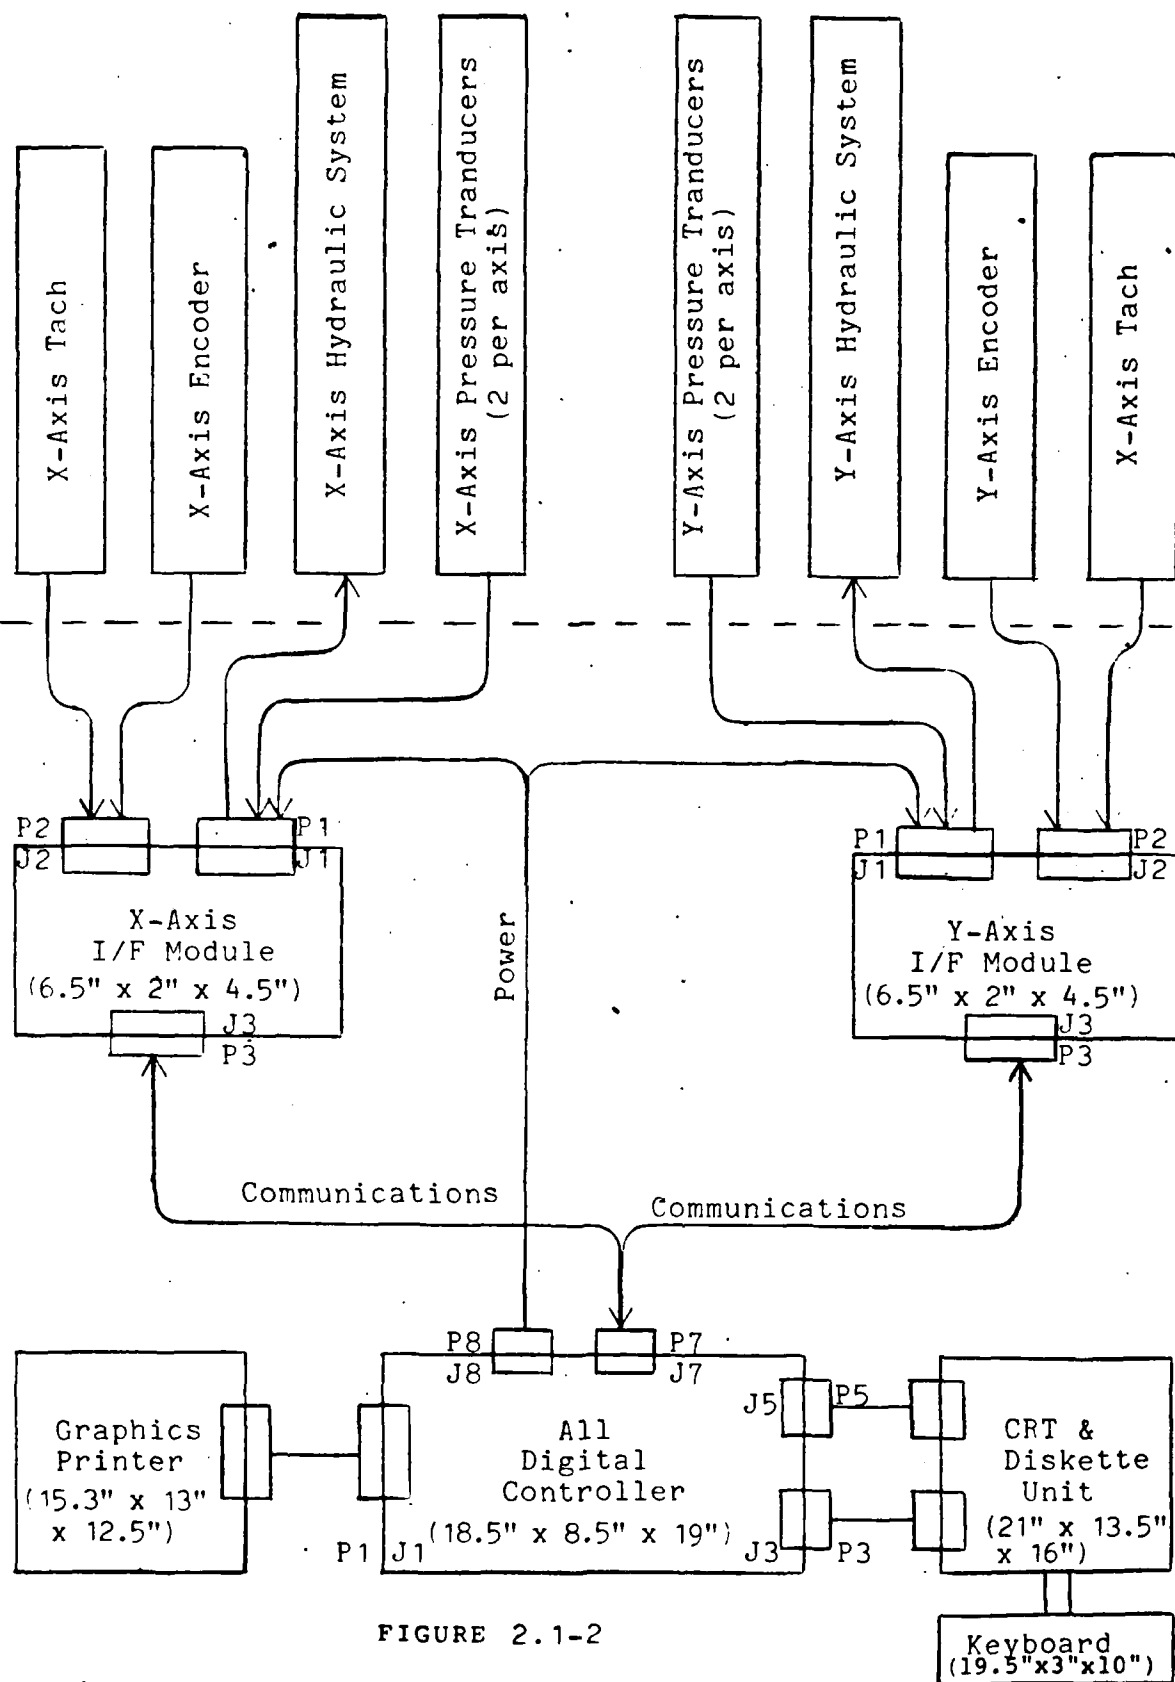 X-Axis Tach
X-Axis Encoder
X-Axis Hydraulic System
X-Axis Pressure Tranducers
(2 per axis)
Y-Axis Pressure Tranducers
(2 per axis)
Y-Axis Hydraulic System
Y-Axis Encoder
X-Axis Tach
P2
J2
P1
J1
X-Axis
I/F Module
(6.5" x 2" x 4.5")
J3
P3
Power
P1
J1
P2
J2
Y-Axis
I/F Module
(6.5" x 2" x 4.5")
J3
P3
Communications
Communications
P8
J8
P7
J7
Graphics
Printer
(15.3" x 13"
x 12.5")
All
Digital
Controller
(18.5" x 8.5" x 19")
P1
J1
J5
P5
J3
P3
CRT &
Diskette
Unit
(21" x 13.5"
x 16")
Keyboard
(19.5"x3"x10")
FIGURE 2.1-2